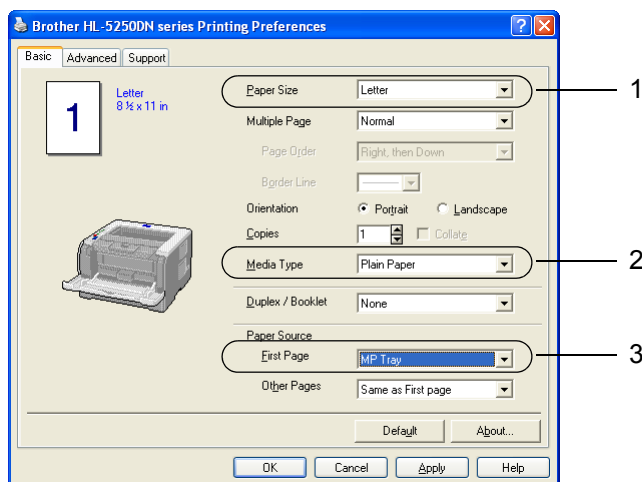 Brother HL-5250DN series Printing Preferences
Basic Advanced Support
1
Letter
8 ½ x 11 in
Paper Size Letter 1
Multiple Page Normal
Page Order Right, then Down
Border Line
Orientation Portrait Landscape
Copies 1 Collate
Media Type Plain Paper 2
Duplex / Booklet None
Paper Source
First Page MP Tray 3
Other Pages Same as First page
Default About...
OK Cancel Apply Help